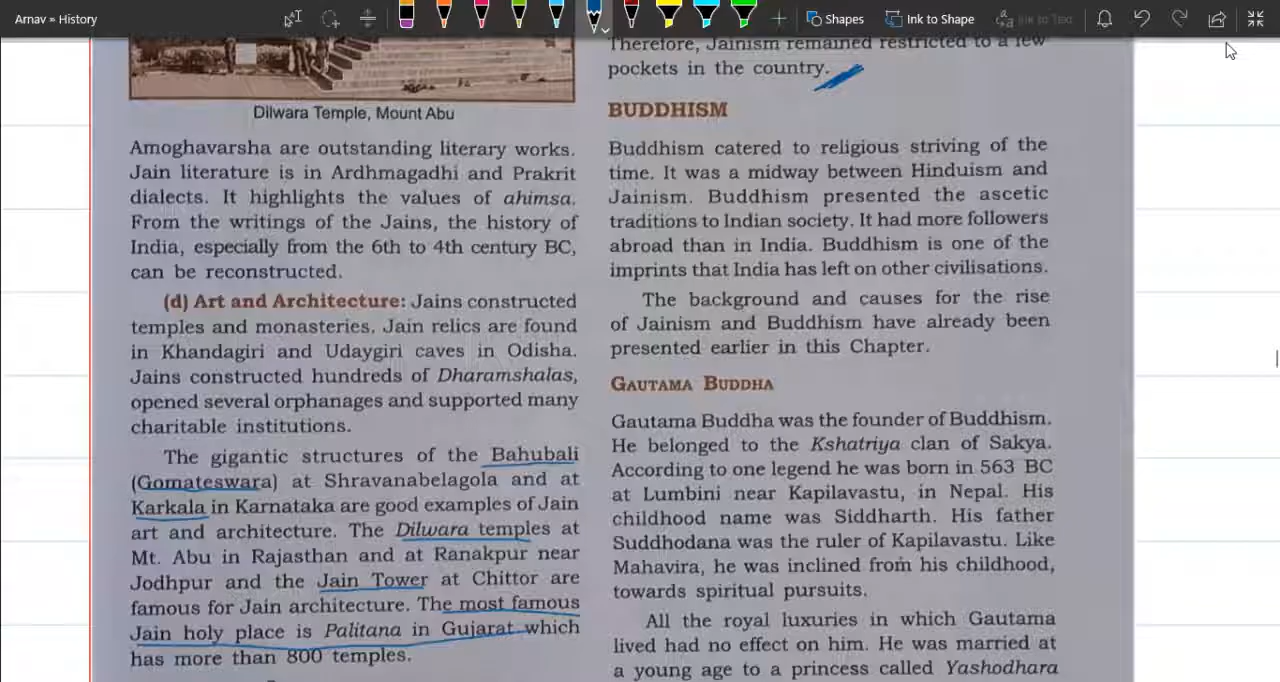 Arnav » History
Shapes
Ink to Shape
Ink to Text
Dilwara Temple, Mount Abu
Amoghavarsha are outstanding literary works.
Jain literature is in Ardhmagadhi and Prakrit
dialects. It highlights the values of ahimsa.
From the writings of the Jains, the history of
India, especially from the 6th to 4th century BC,
can be reconstructed.
(d) Art and Architecture: Jains constructed
temples and monasteries. Jain relics are found
in Khandagiri and Udaygiri caves in Odisha.
Jains constructed hundreds of Dharamshalas,
opened several orphanages and supported many
charitable institutions.
The gigantic structures of the Bahubali
(Gomateswara) at Shravanabelagola and at
Karkala in Karnataka are good examples of Jain
art and architecture. The Dilwara temples at
Mt. Abu in Rajasthan and at Ranakpur near
Jodhpur and the Jain Tower at Chittor are
famous for Jain architecture. The most famous
Jain holy place is Palitana in Gujarat which
has more than 800 temples.
Therefore, Jainism remained restricted to a few
pockets in the country.
BUDDHISM
Buddhism catered to religious striving of the
time. It was a midway between Hinduism and
Jainism. Buddhism presented the ascetic
traditions to Indian society. It had more followers
abroad than in India. Buddhism is one of the
imprints that India has left on other civilisations.
The background and causes for the rise
of Jainism and Buddhism have already been
presented earlier in this Chapter.
GAUTAMA BUDDHA
Gautama Buddha was the founder of Buddhism.
He belonged to the Kshatriya clan of Sakya.
According to one legend he was born in 563 BC
at Lumbini near Kapilavastu, in Nepal. His
childhood name was Siddharth. His father
Suddhodana was the ruler of Kapilavastu. Like
Mahavira, he was inclined from his childhood,
towards spiritual pursuits.
All the royal luxuries in which Gautama
lived had no effect on him. He was married at
a young age to a princess called Yashodhara